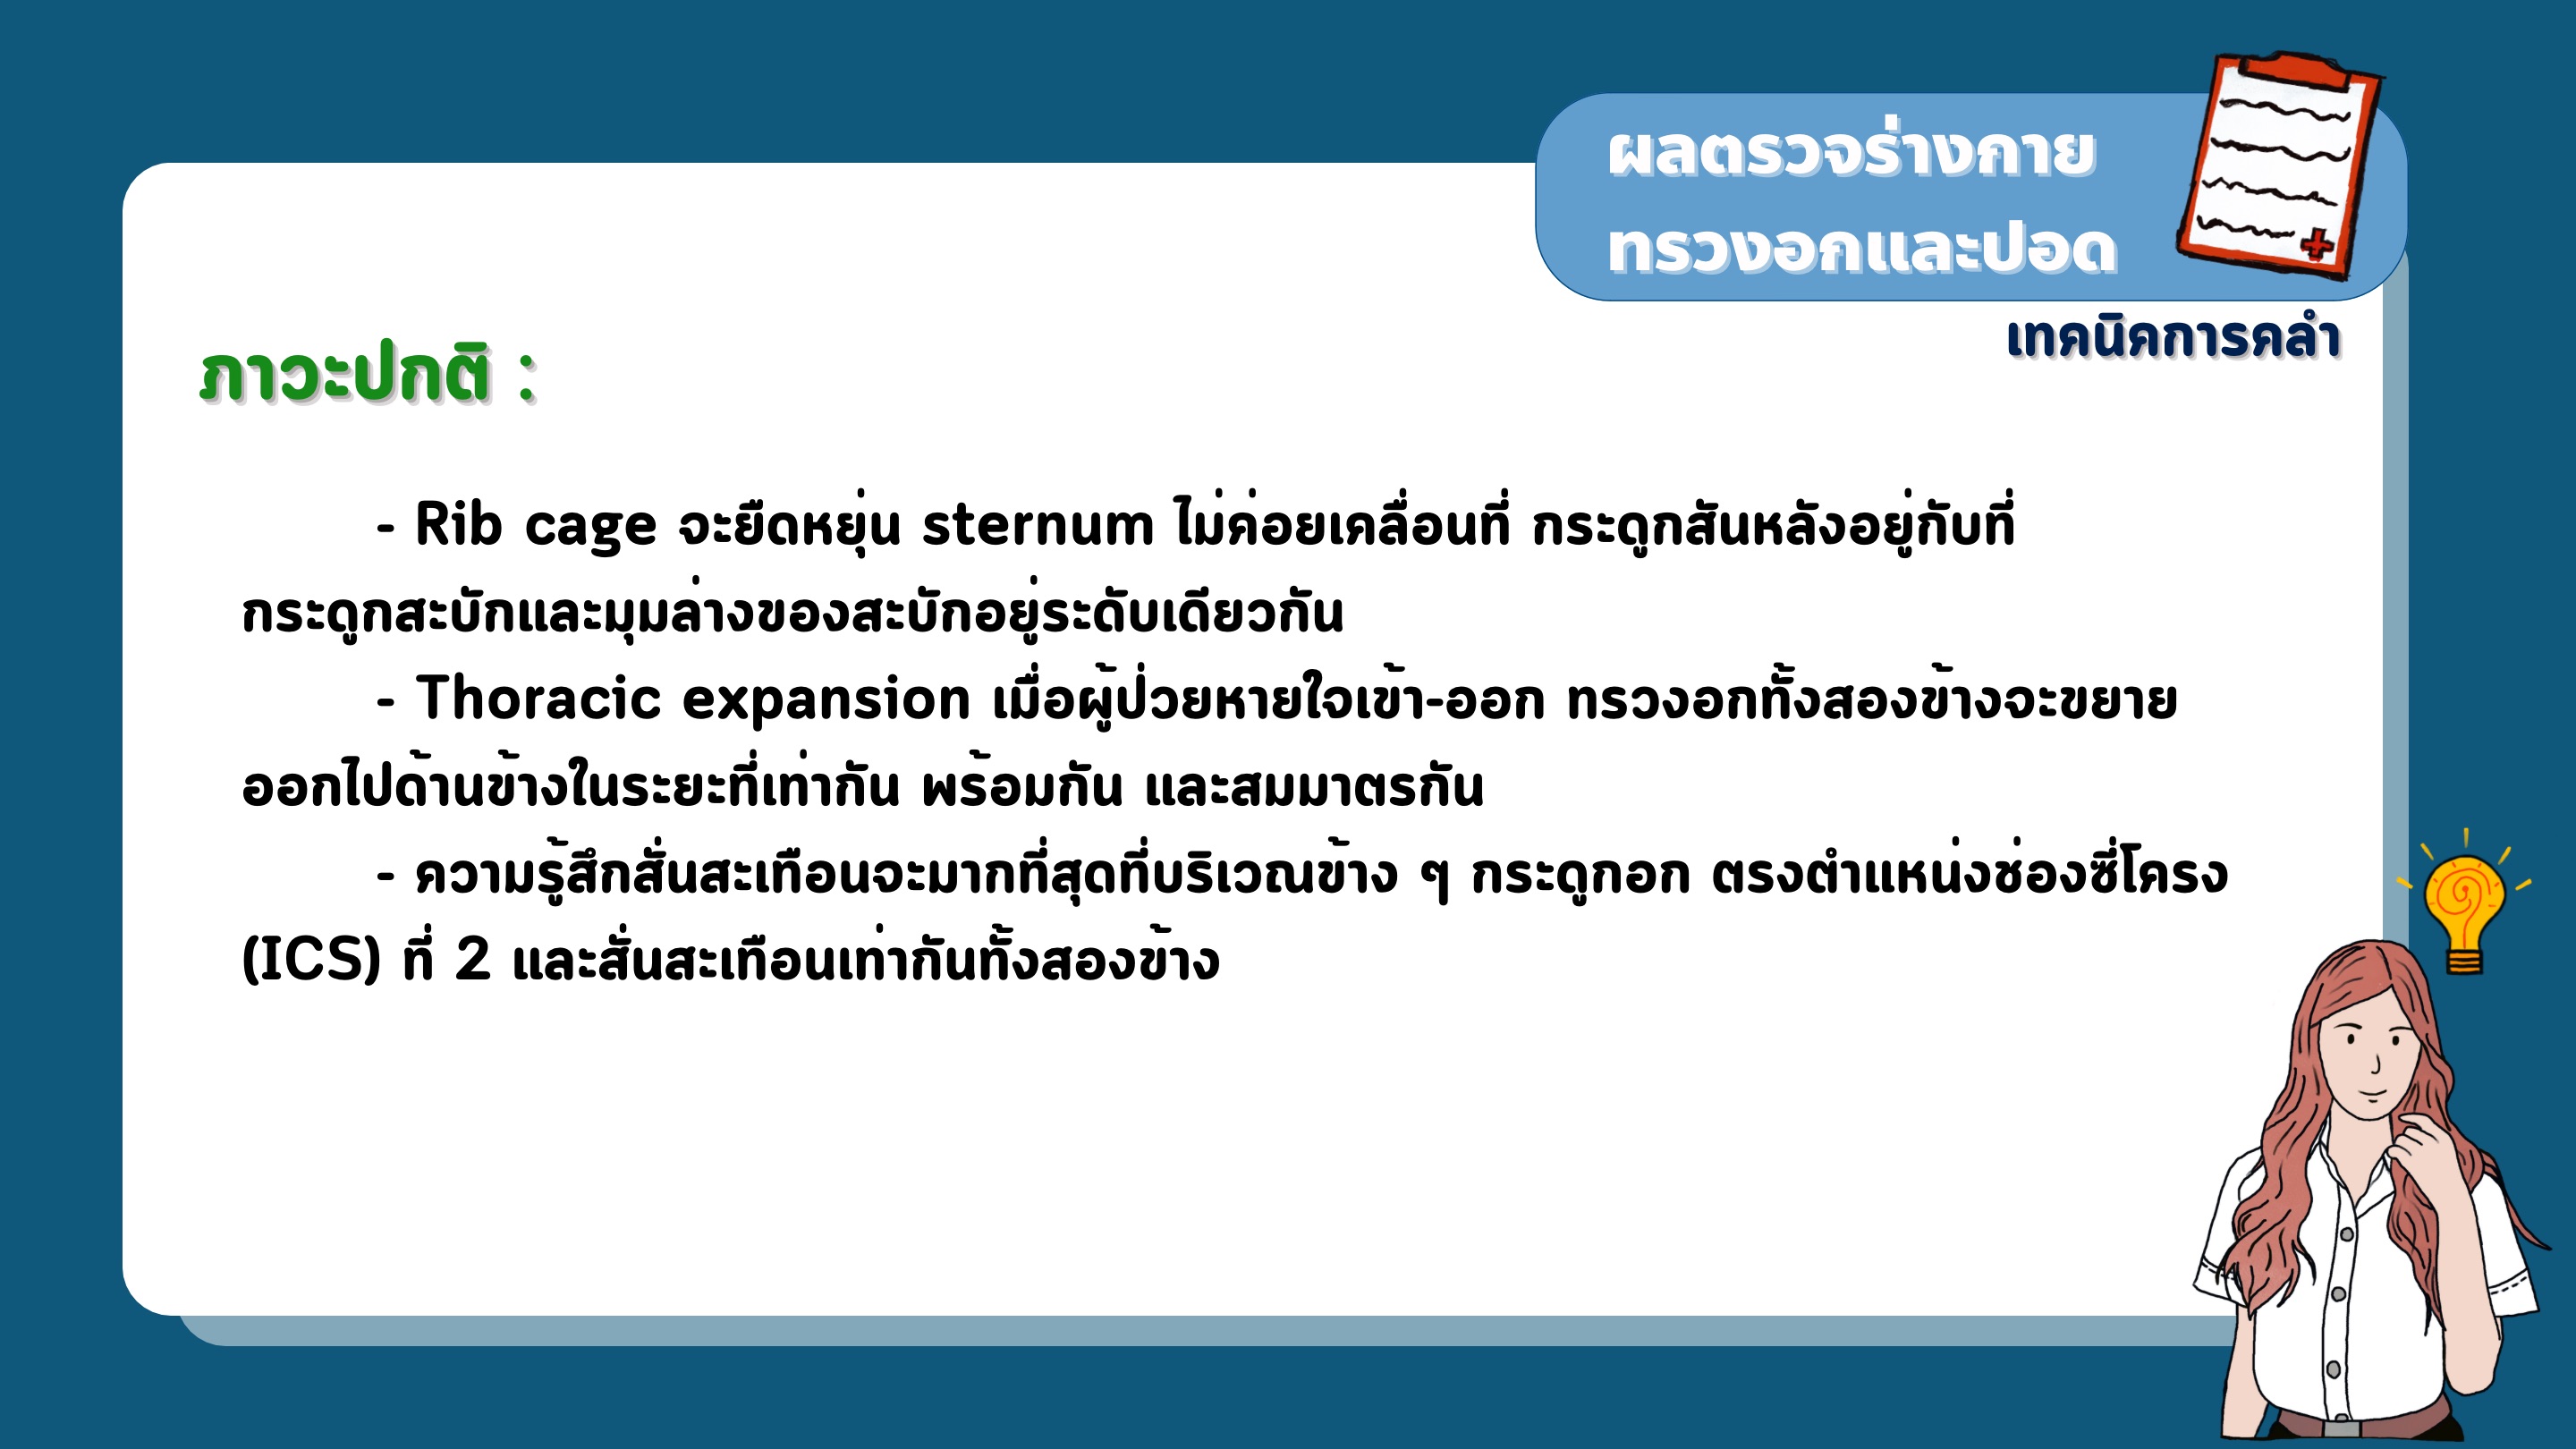 ผลตรวจร่างกาย
ทรวงอกและปอด
เทคนิคการคลำ
ภาวะปกติ :
- Rib cage จะยืดหยุ่น sternum ไม่ค่อยเคลื่อนที่ กระดูกสันหลังอยู่กับที่
กระดูกสะบักและมุมล่างของสะบักอยู่ระดับเดียวกัน
- Thoracic expansion เมื่อผู้ป่วยหายใจเข้า-ออก ทรวงอกทั้งสองข้างจะขยาย
ออกไปด้านข้างในระยะที่เท่ากัน พร้อมกัน และสมมาตรกัน
- ความรู้สึกสั่นสะเทือนจะมากที่สุดที่บริเวณข้าง ๆ กระดูกอก ตรงตำแหน่งช่องซี่โครง
(ICS) ที่ 2 และสั่นสะเทือนเท่ากันทั้งสองข้าง